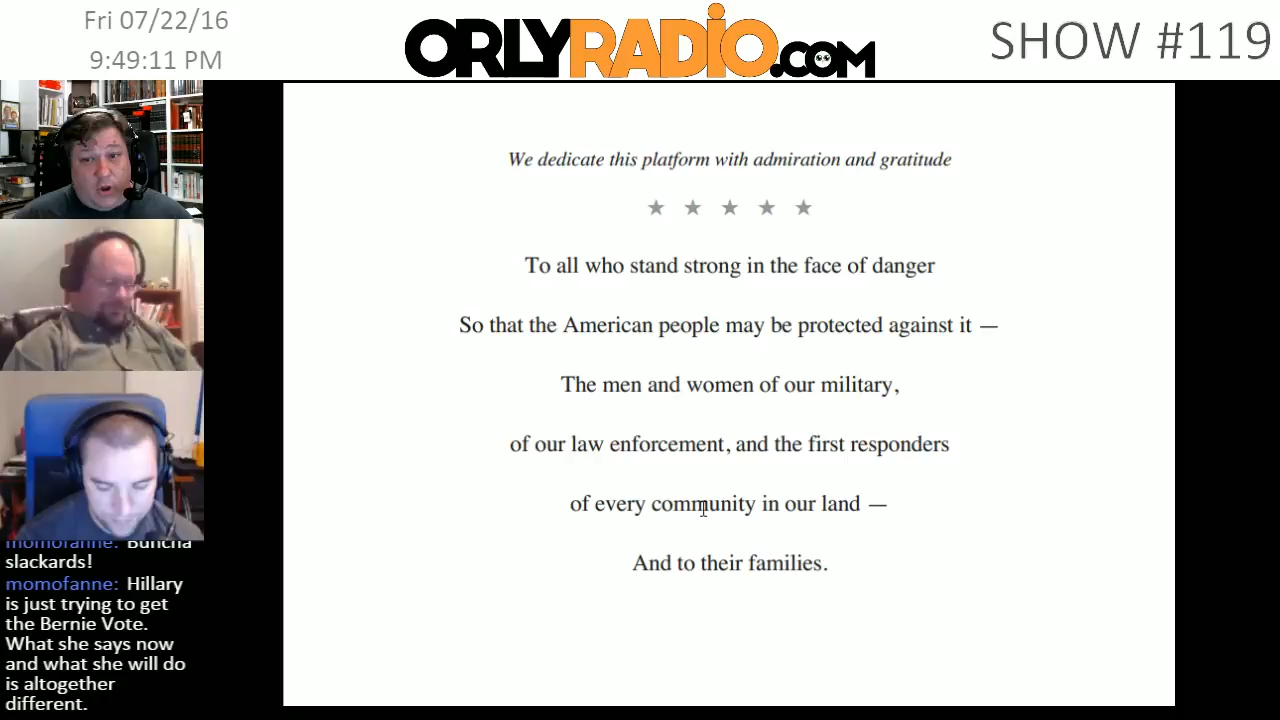 Fri 07/22/16
9:49:11 PM
ORLYRADIO.COM
SHOW #119
We dedicate this platform with admiration and gratitude
★ ★ ★ ★ ★
To all who stand strong in the face of danger
So that the American people may be protected against it —
The men and women of our military,
of our law enforcement, and the first responders
of every community in our land —
And to their families.
momofanne: Buncha
slackards!
momofanne: Hillary
is just trying to get
the Bernie Vote.
What she says now
and what she will do
is altogether
different.